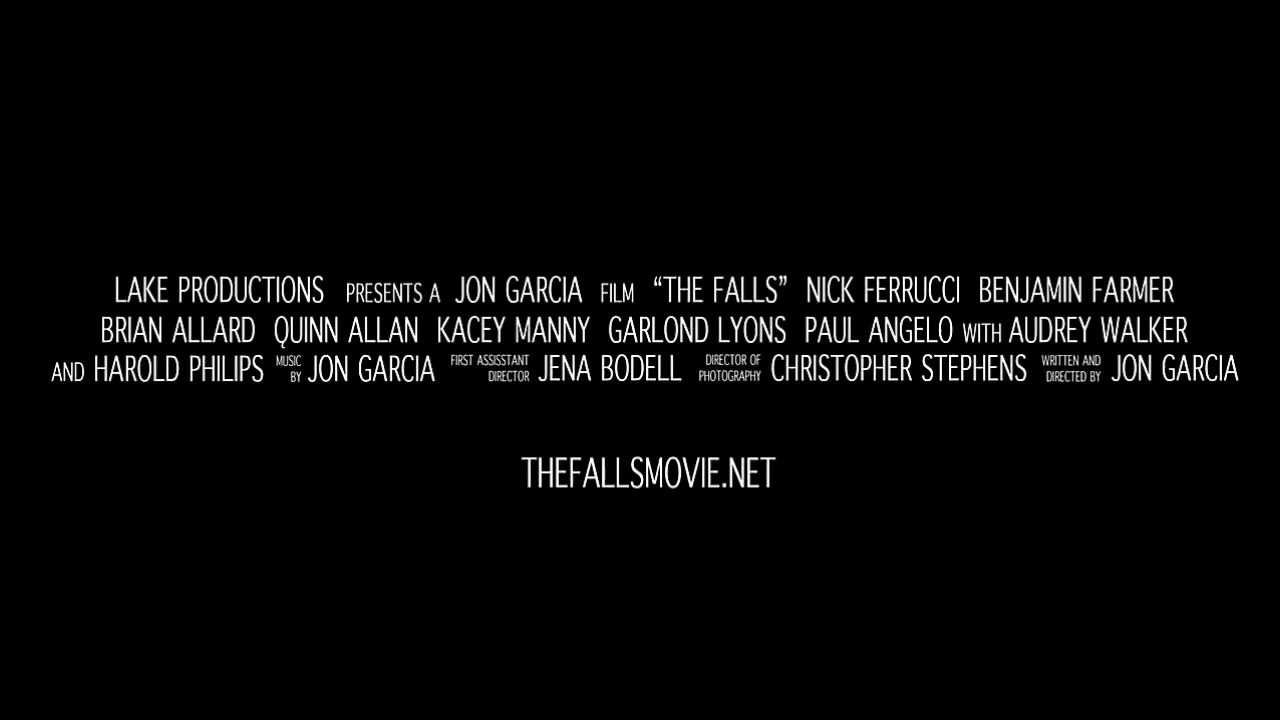 LAKE PRODUCTIONS PRESENTS A JON GARCIA FILM “THE FALLS” NICK FERRUCCI BENJAMIN FARMER
BRIAN ALLARD QUINN ALLAN KACEY MANNY GARLOND LYONS PAUL ANGELO WITH AUDREY WALKER
AND HAROLD PHILIPS MUSIC BY JON GARCIA FIRST ASSISSTANT DIRECTOR JENA BODELL DIRECTOR OF PHOTOGRAPHY CHRISTOPHER STEPHENS WRITTEN AND DIRECTED BY JON GARCIA
THEFALLSMOVIE.NET